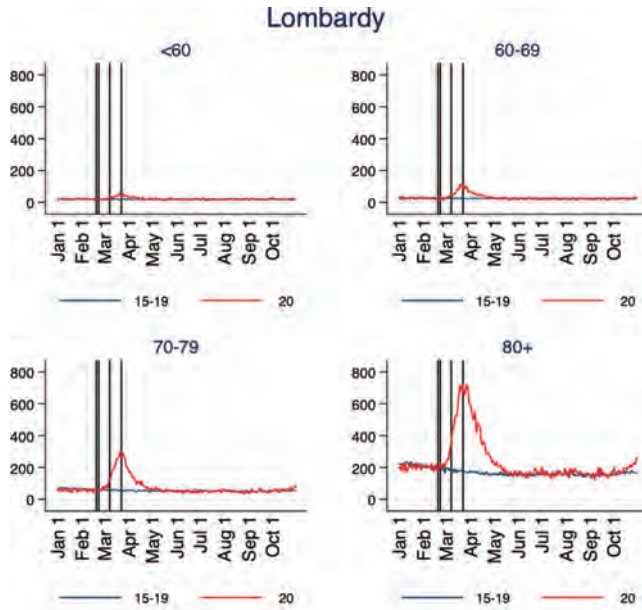 Lombardy
<60
800
600
400
200
0
Jan 1
Feb 1
Mar 1
Apr 1
May 1
Jun 1
Jul 1
Aug 1
Sep 1
Oct 1
15-19 20
60-69
800
600
400
200
0
Jan 1
Feb 1
Mar 1
Apr 1
May 1
Jun 1
Jul 1
Aug 1
Sep 1
Oct 1
15-19 20
70-79
800
600
400
200
0
Jan 1
Feb 1
Mar 1
Apr 1
May 1
Jun 1
Jul 1
Aug 1
Sep 1
Oct 1
15-19 20
80+
800
600
400
200
0
Jan 1
Feb 1
Mar 1
Apr 1
May 1
Jun 1
Jul 1
Aug 1
Sep 1
Oct 1
15-19 20